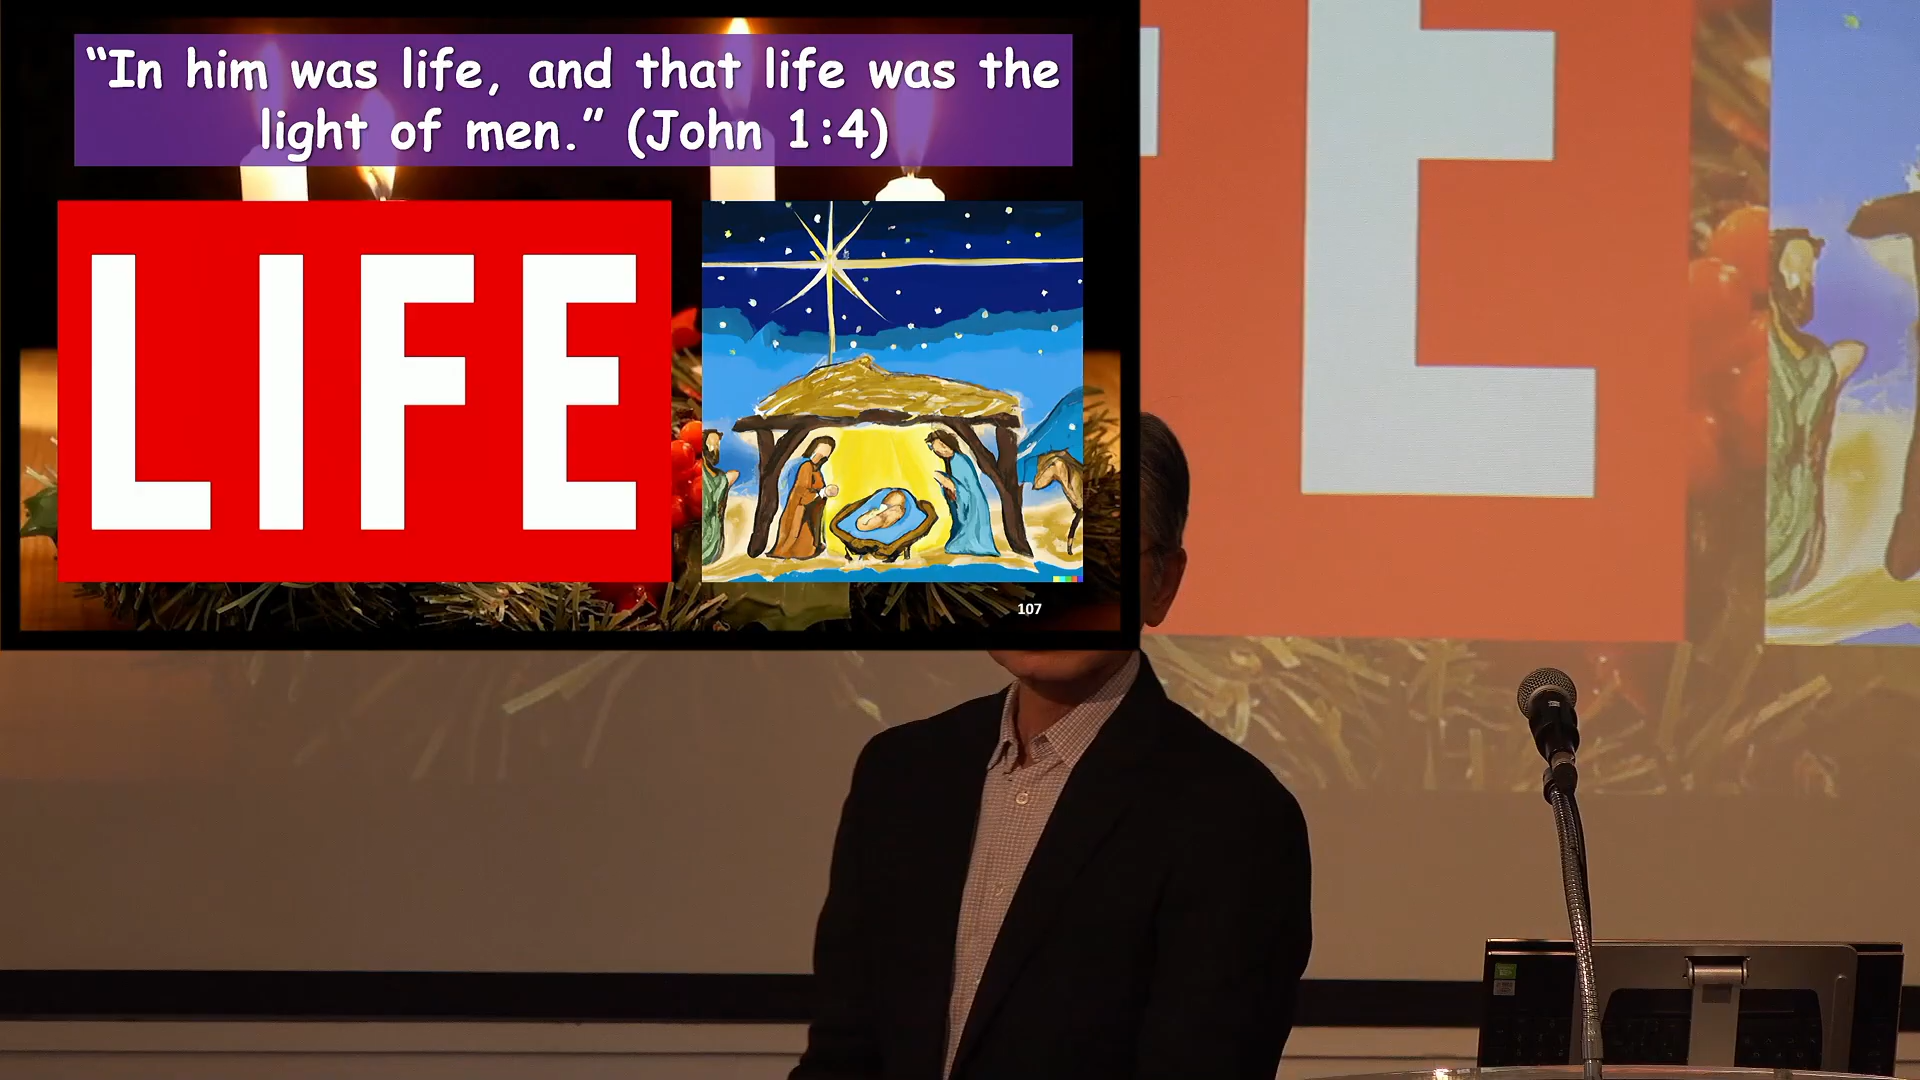 “In him was life, and that life was the
light of men.” (John 1:4)
LIFE
107
E